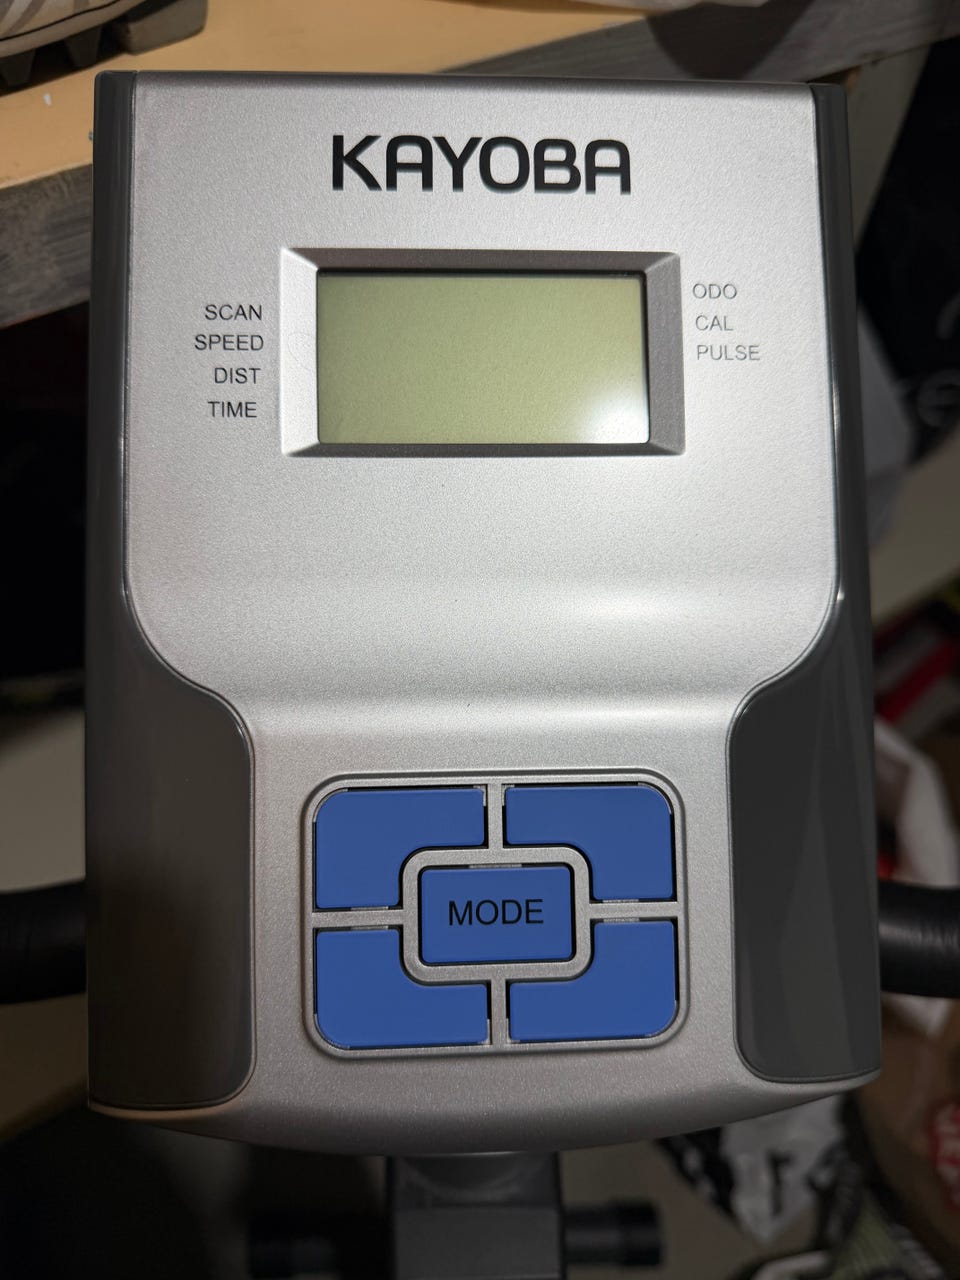 KAYOBA
SCAN
SPEED
DIST
TIME
ODO
CAL
PULSE
MODE